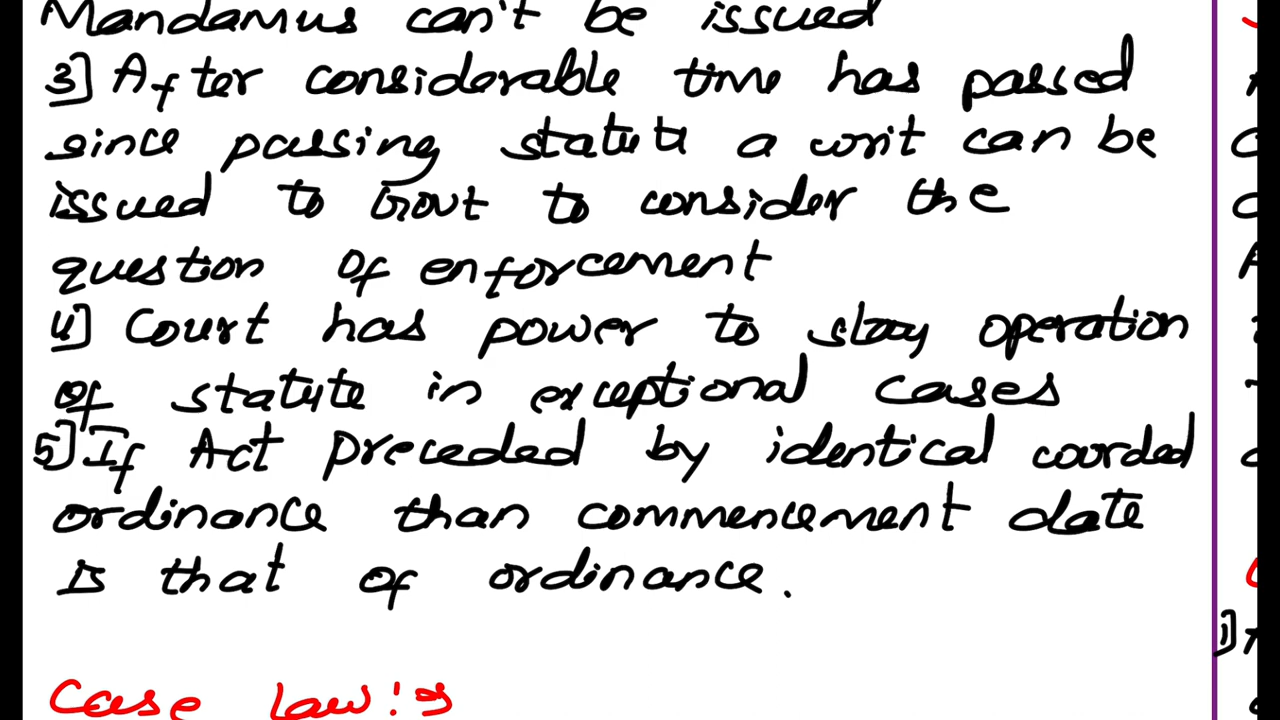 Mandamus can't be issued
3] After considerable time has passed
since passing statute a writ can be
issued to Govt to consider the
question of enforcement
4] Court has power to stay operation
of statute in exceptional cases
5] If Act preceded by identical worded
ordinance than commencement date
is that of ordinance.
Case Law:→
1]